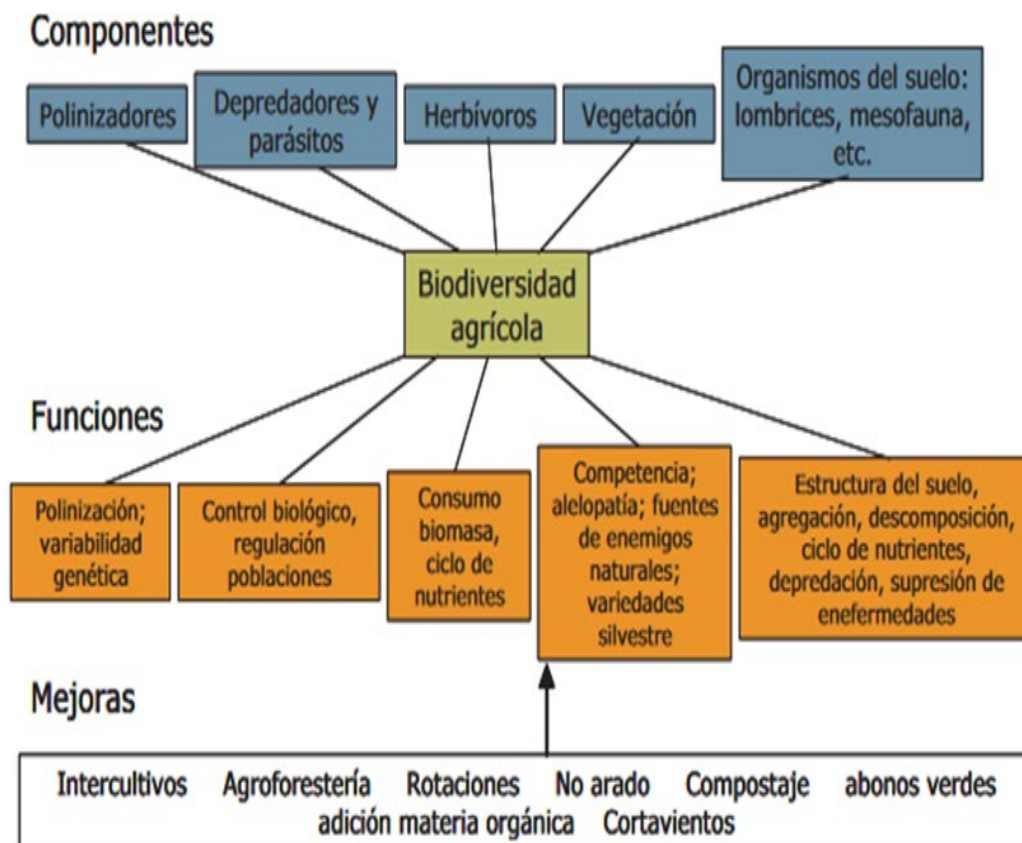 Componentes
Polinizadores
Depredadores y
parásitos
Herbívoros
Vegetación
Organismos del suelo:
lombrices, mesofauna,
etc.
Biodiversidad
agrícola
Funciones
Polinización;
variabilidad
genética
Control biológico,
regulación
poblaciones
Consumo
biomasa,
ciclo de
nutrientes
Competencia;
alelopatía; fuentes
de enemigos
naturales;
variedades
silvestre
Estructura del suelo,
agregación, descomposición,
ciclo de nutrientes,
depredación, supresión de
enefermedades
Mejoras
Intercultivos Agroforestería Rotaciones No arado Compostaje abonos verdes
adición materia orgánica Cortavientos